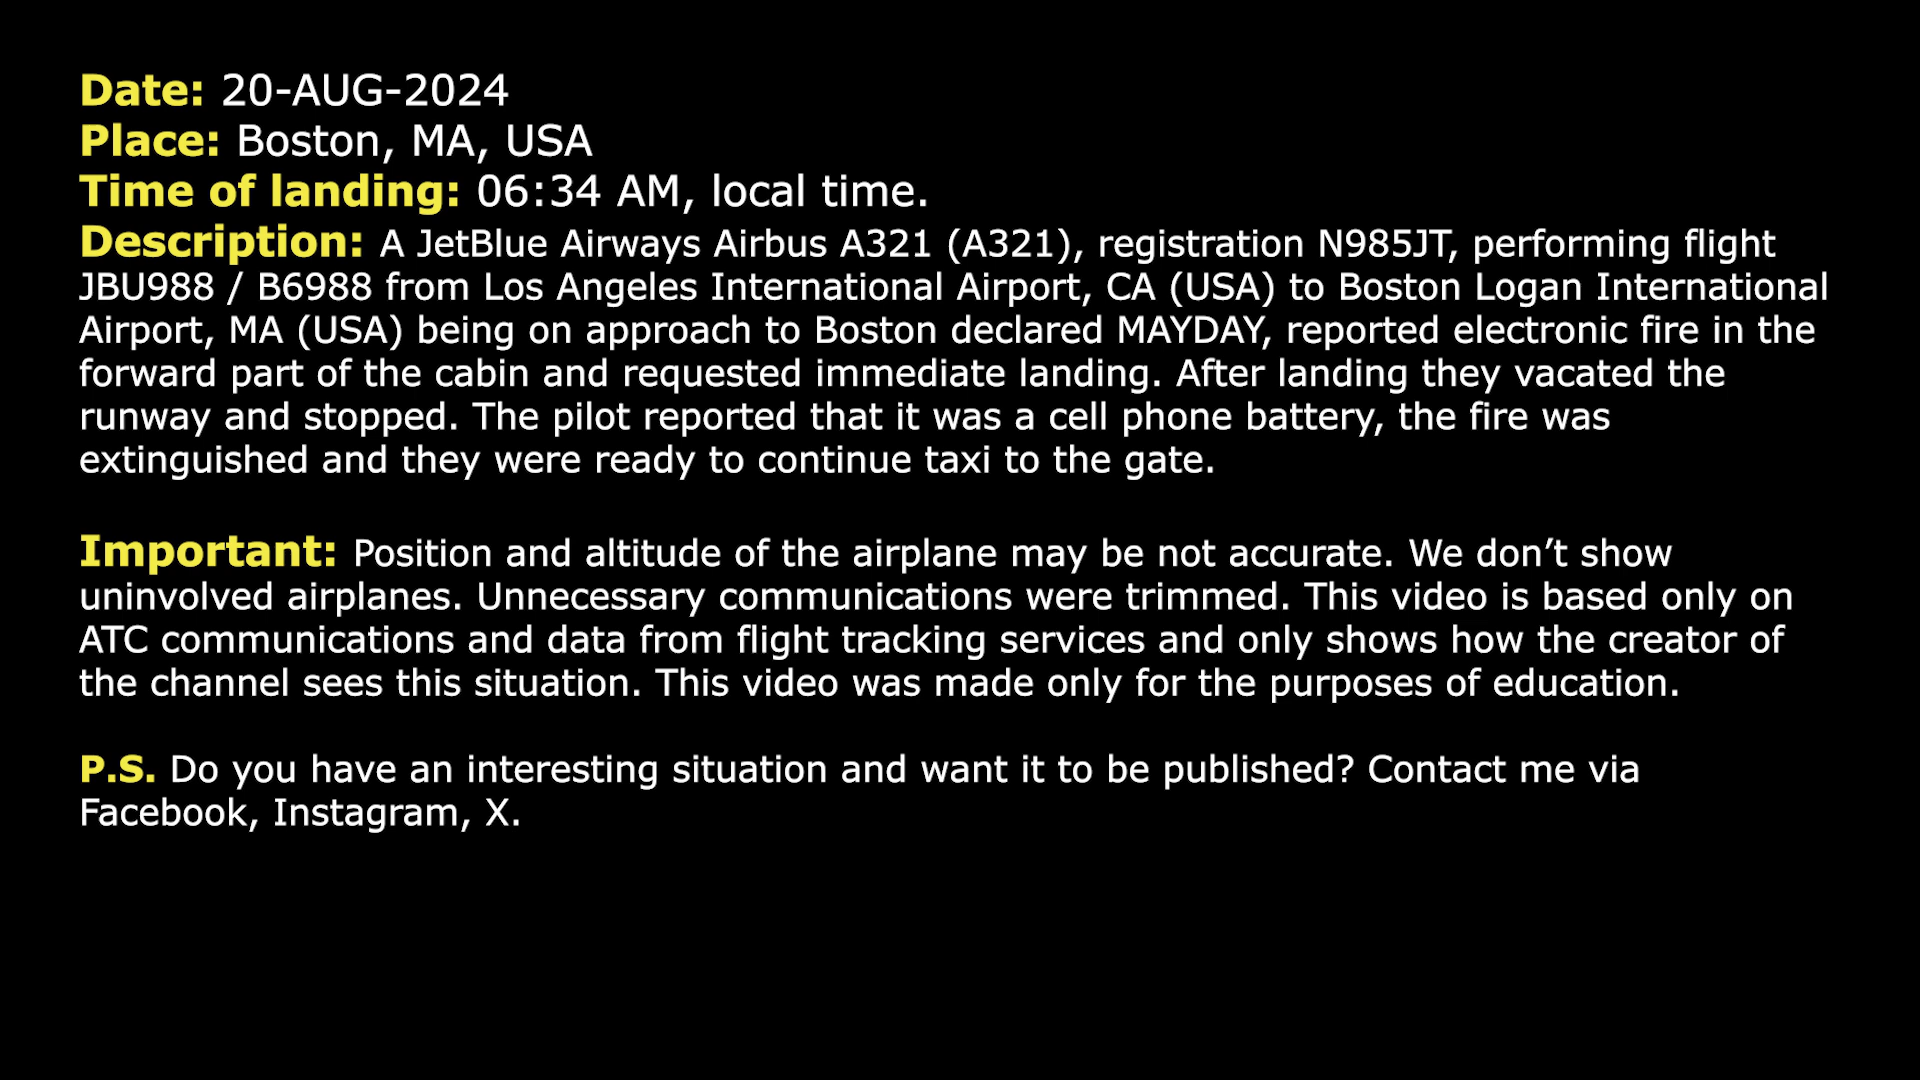 Date: 20-AUG-2024
Place: Boston, MA, USA
Time of landing: 06:34 AM, local time.
Description: A JetBlue Airways Airbus A321 (A321), registration N985JT, performing flight
JBU988 / B6988 from Los Angeles International Airport, CA (USA) to Boston Logan International
Airport, MA (USA) being on approach to Boston declared MAYDAY, reported electronic fire in the
forward part of the cabin and requested immediate landing. After landing they vacated the
runway and stopped. The pilot reported that it was a cell phone battery, the fire was
extinguished and they were ready to continue taxi to the gate.
Important: Position and altitude of the airplane may be not accurate. We don’t show
uninvolved airplanes. Unnecessary communications were trimmed. This video is based only on
ATC communications and data from flight tracking services and only shows how the creator of
the channel sees this situation. This video was made only for the purposes of education.
P.S. Do you have an interesting situation and want it to be published? Contact me via
Facebook, Instagram, X.